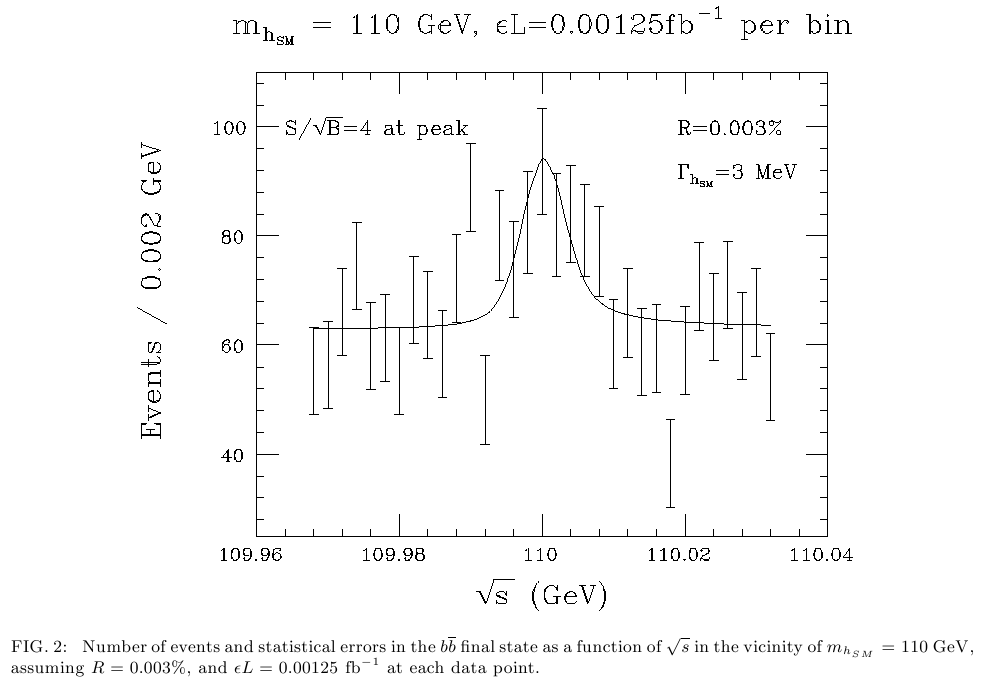 m_{h_{SM}} = 110 GeV, ϵL=0.00125fb⁻¹ per bin
S/√B=4 at peak
R=0.003%
Γ_{h_{SM}}=3 MeV
Events / 0.002 GeV
100
80
60
40
109.96 109.98 110 110.02 110.04
√s (GeV)
FIG. 2: Number of events and statistical errors in the bb̅ final state as a function of √s in the vicinity of m_{h_{SM}} = 110 GeV,
assuming R = 0.003%, and ϵL = 0.00125 fb⁻¹ at each data point.